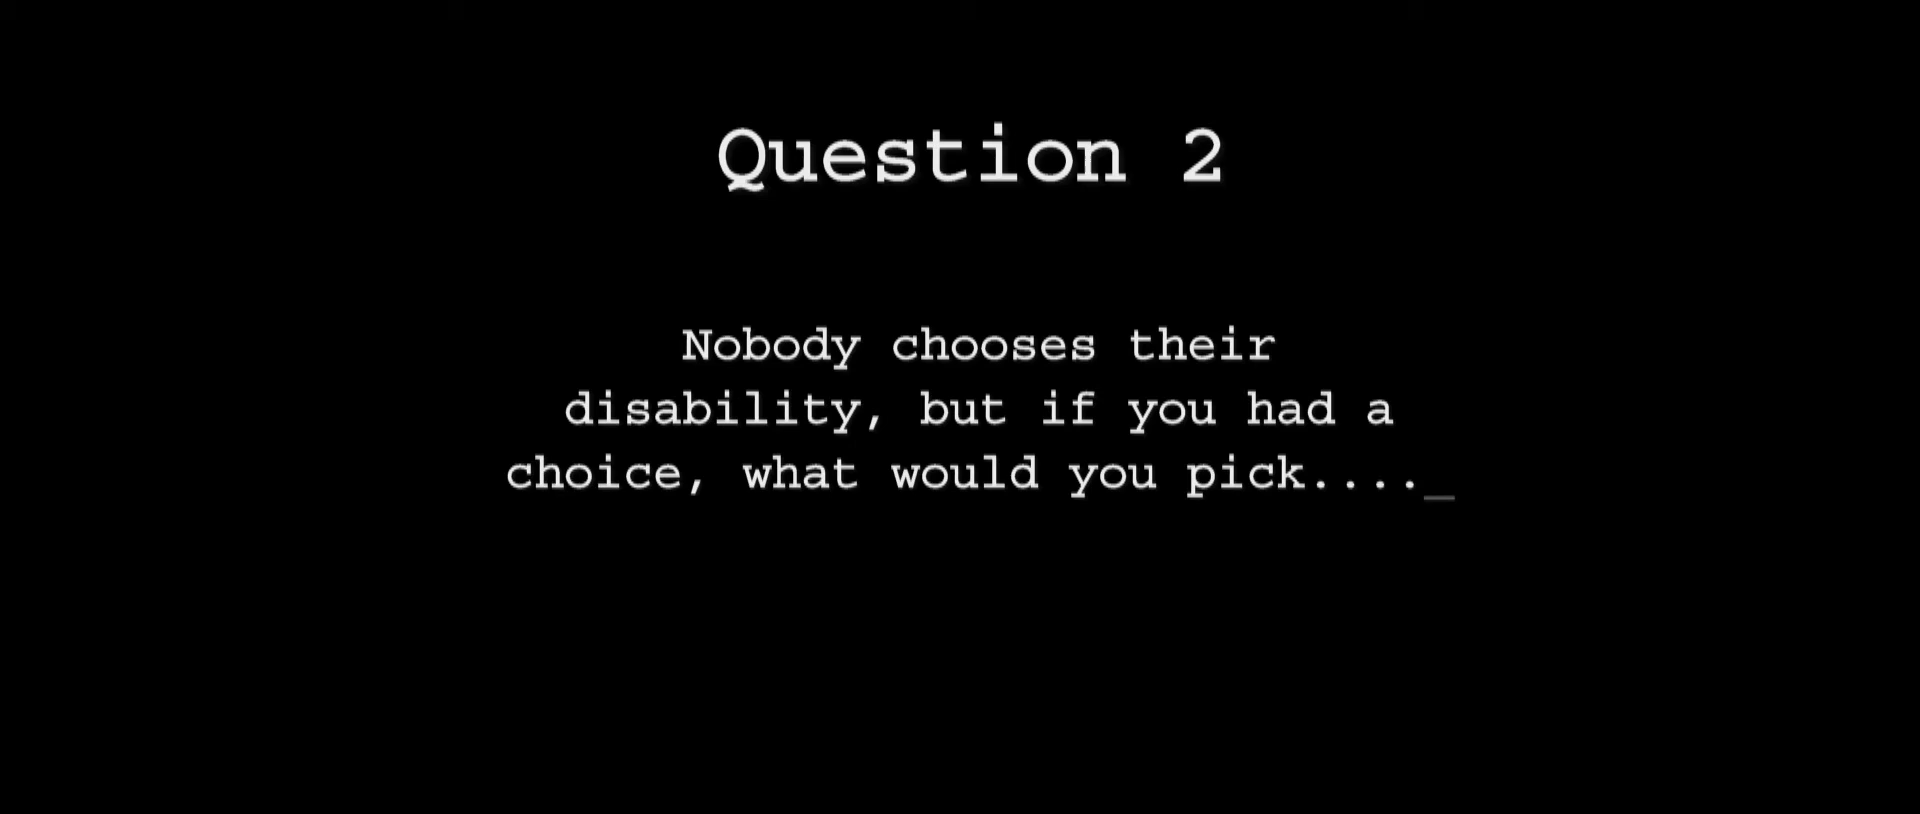 Question 2
Nobody chooses their
disability, but if you had a
choice, what would you pick...._